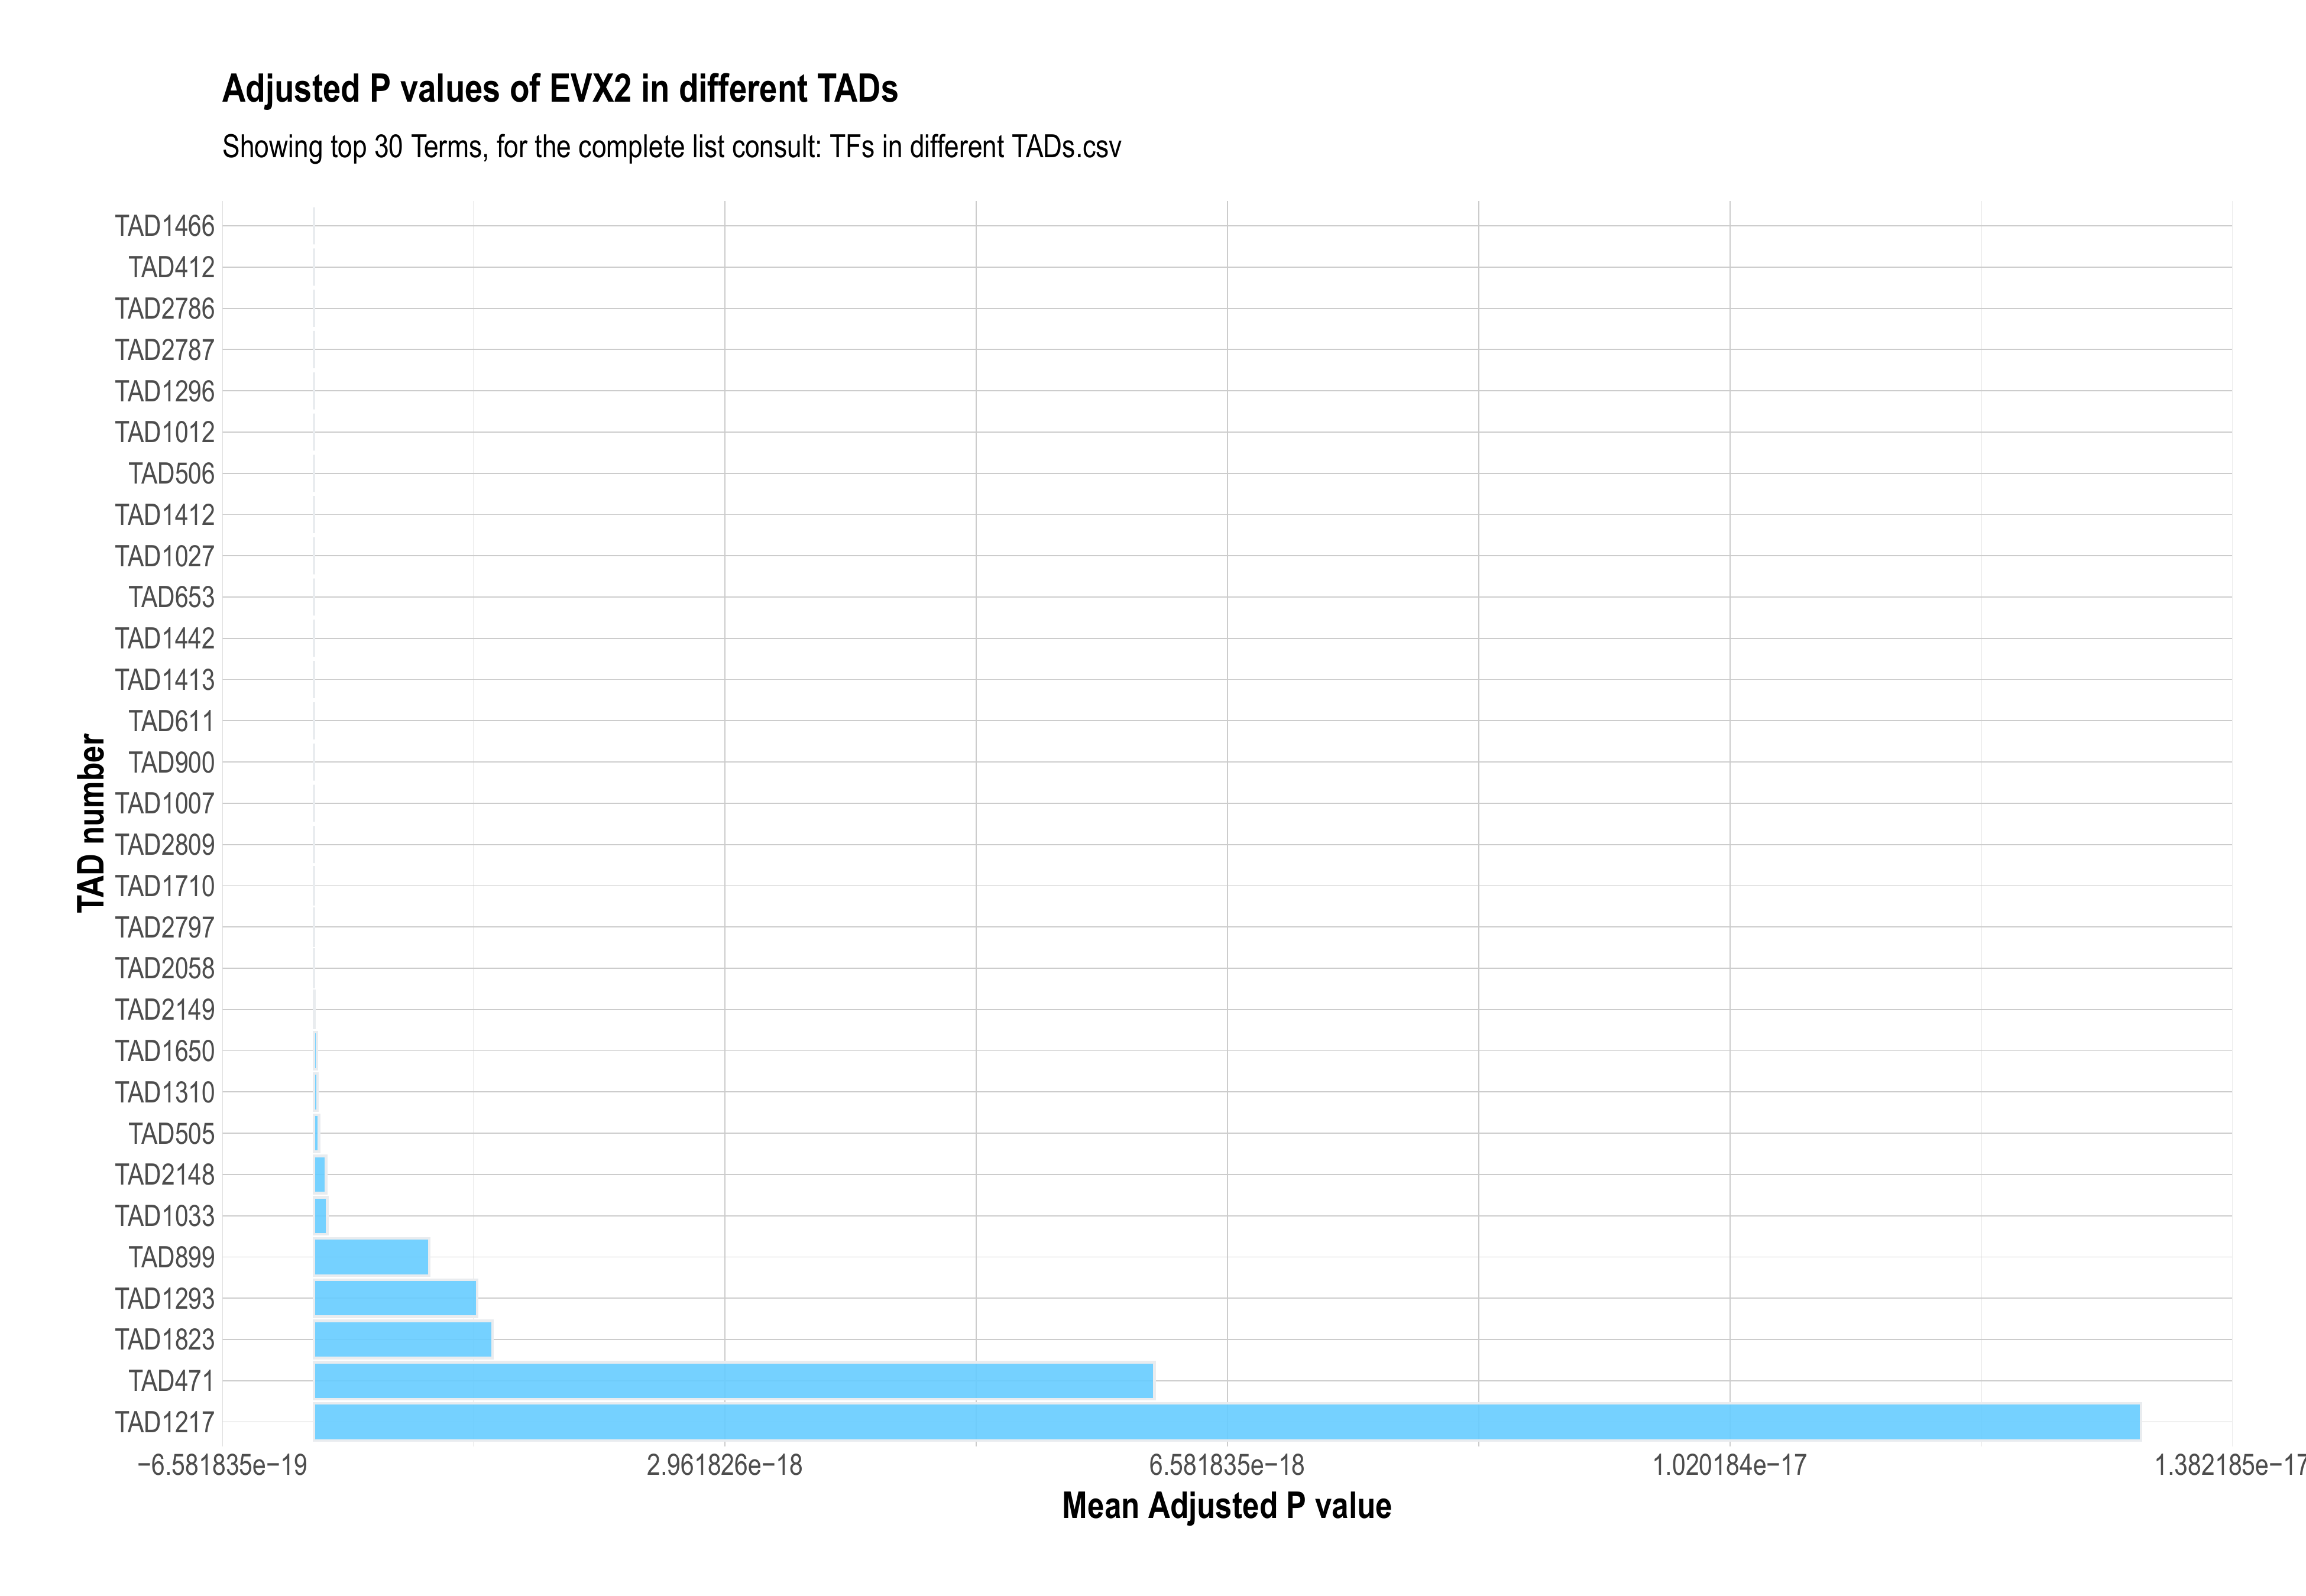 Adjusted P values of EVX2 in different TADs
Showing top 30 Terms, for the complete list consult: TFs in different TADs.csv
TAD1466
TAD412
TAD2786
TAD2787
TAD1296
TAD1012
TAD506
TAD1412
TAD1027
TAD653
TAD1442
TAD1413
TAD611
TAD900
TAD1007
TAD2809
TAD1710
TAD2797
TAD2058
TAD2149
TAD1650
TAD1310
TAD505
TAD2148
TAD1033
TAD899
TAD1293
TAD1823
TAD471
TAD1217
TAD number
−6.581835e−19 2.961826e−18 6.581835e−18 1.020184e−17 1.382185e−17
Mean Adjusted P value